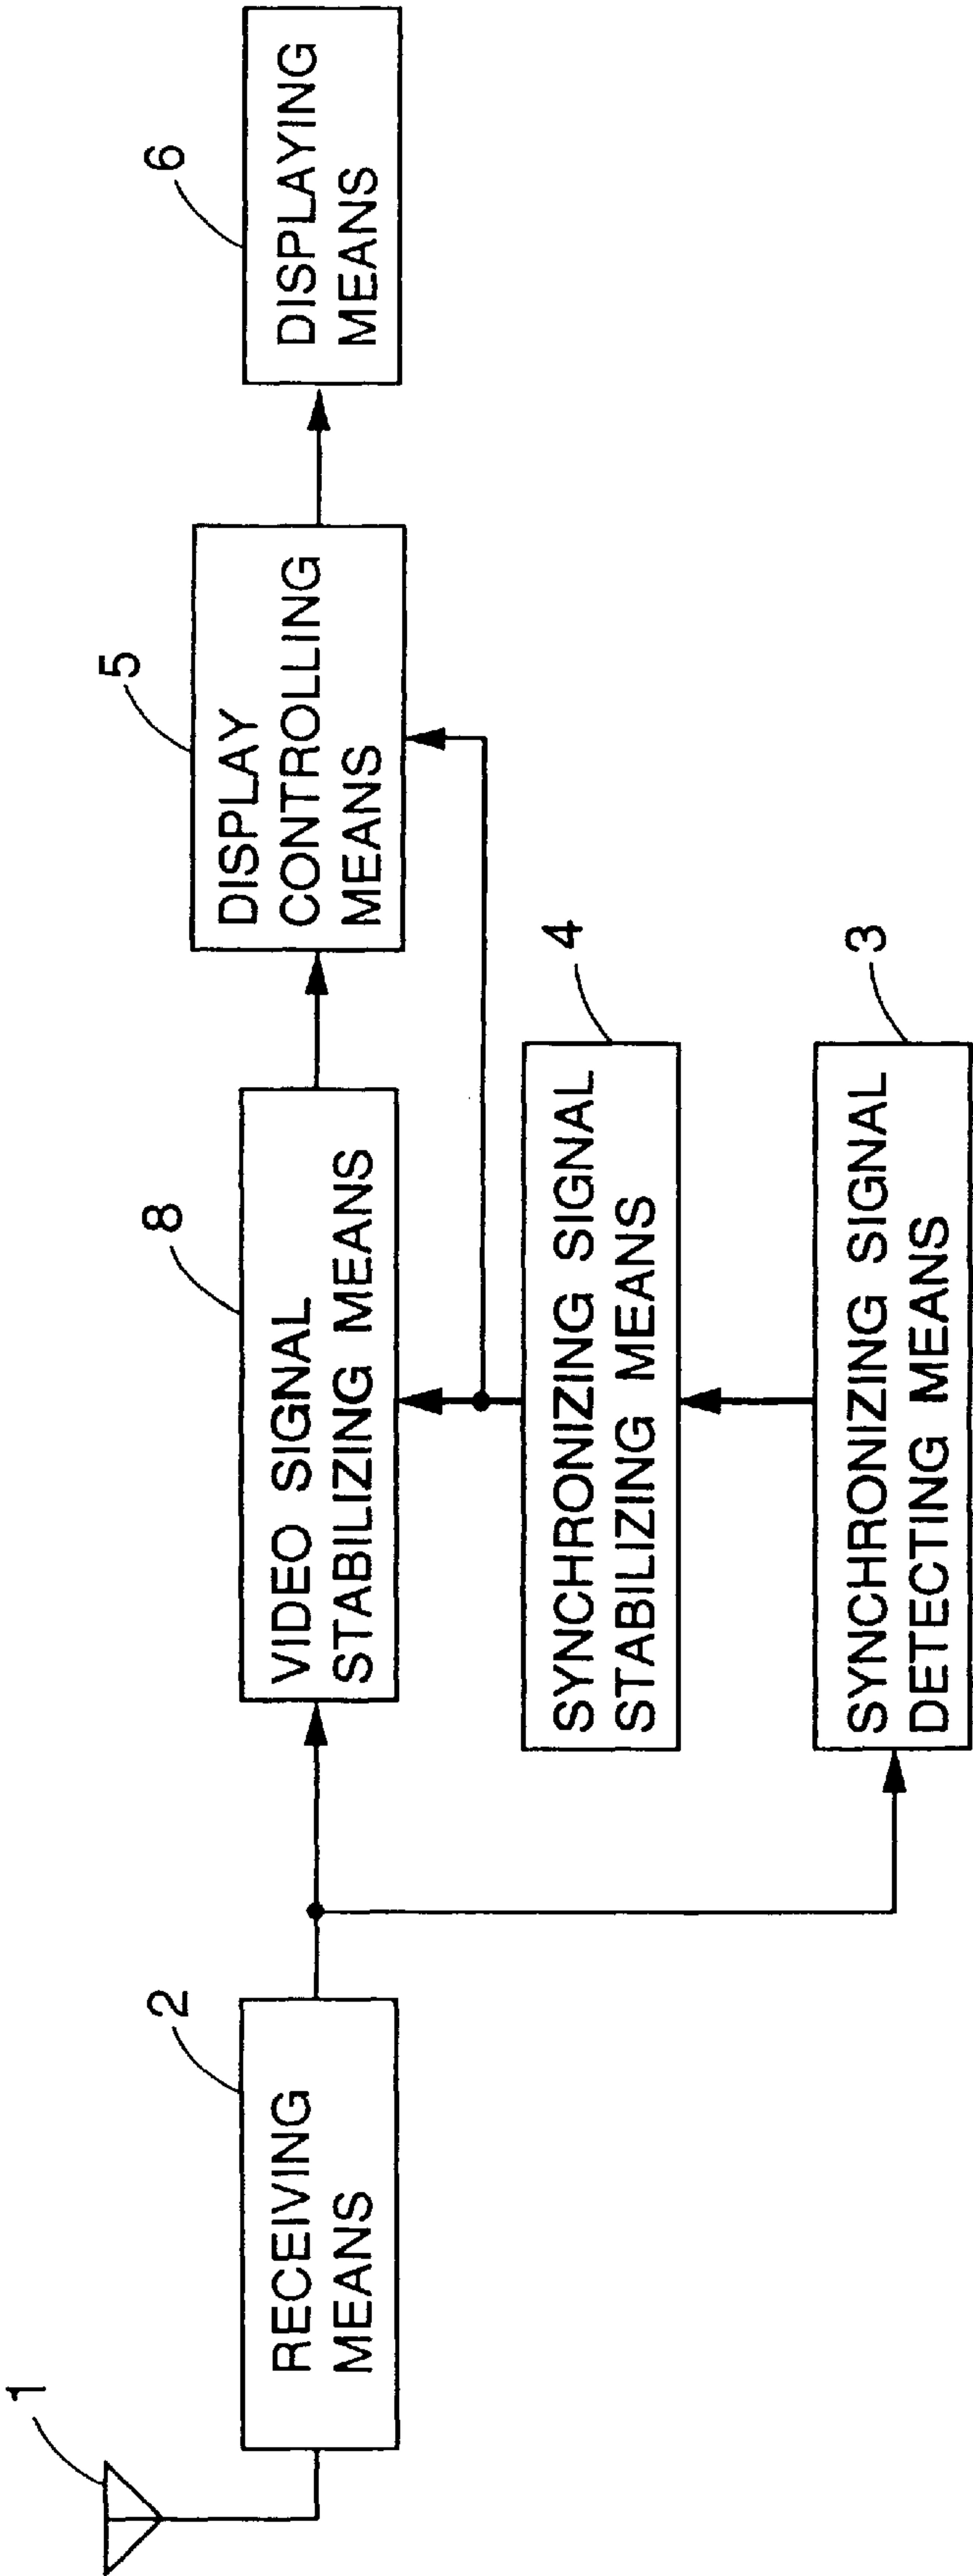 1
2
RECEIVING
MEANS
8
VIDEO SIGNAL
STABILIZING MEANS
5
DISPLAY
CONTROLLING
MEANS
6
DISPLAYING
MEANS
4
SYNCHRONIZING SIGNAL
STABILIZING MEANS
3
SYNCHRONIZING SIGNAL
DETECTING MEANS